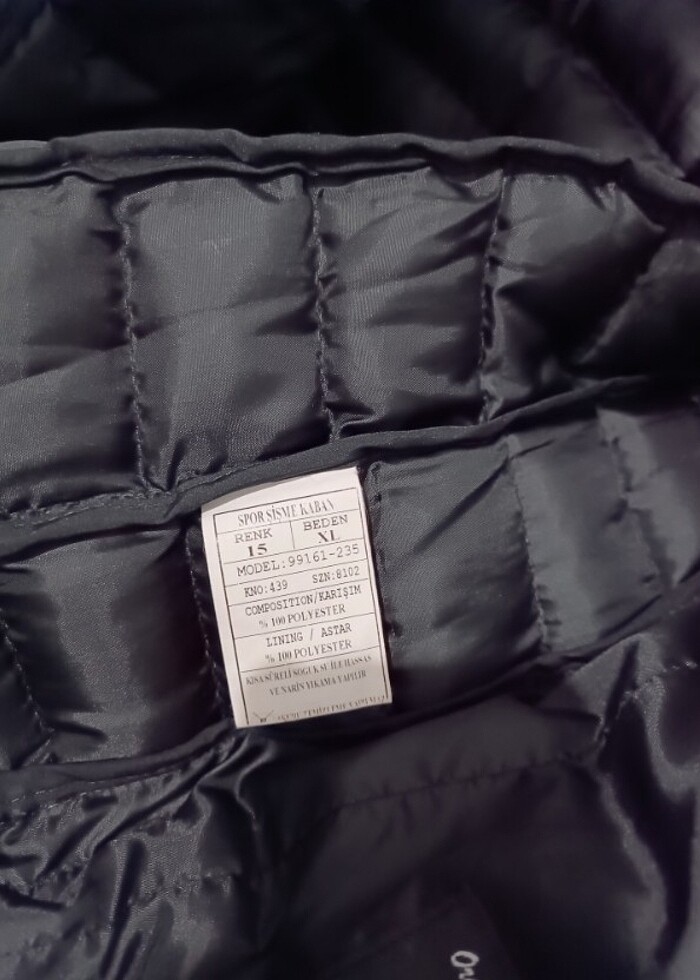 SPOR ŞİŞME KABAN
RENK BEDEN
15 XL
MODEL:99161-235
KNO:439 SZN:8102
COMPOSITION/KARIŞIM
% 100 POLYESTER
LINING / ASTAR
% 100 POLYESTER
KISA SÜRELİ SOĞUK SU İLE HASSAS
VE NARİN YIKAMA YAPILIR